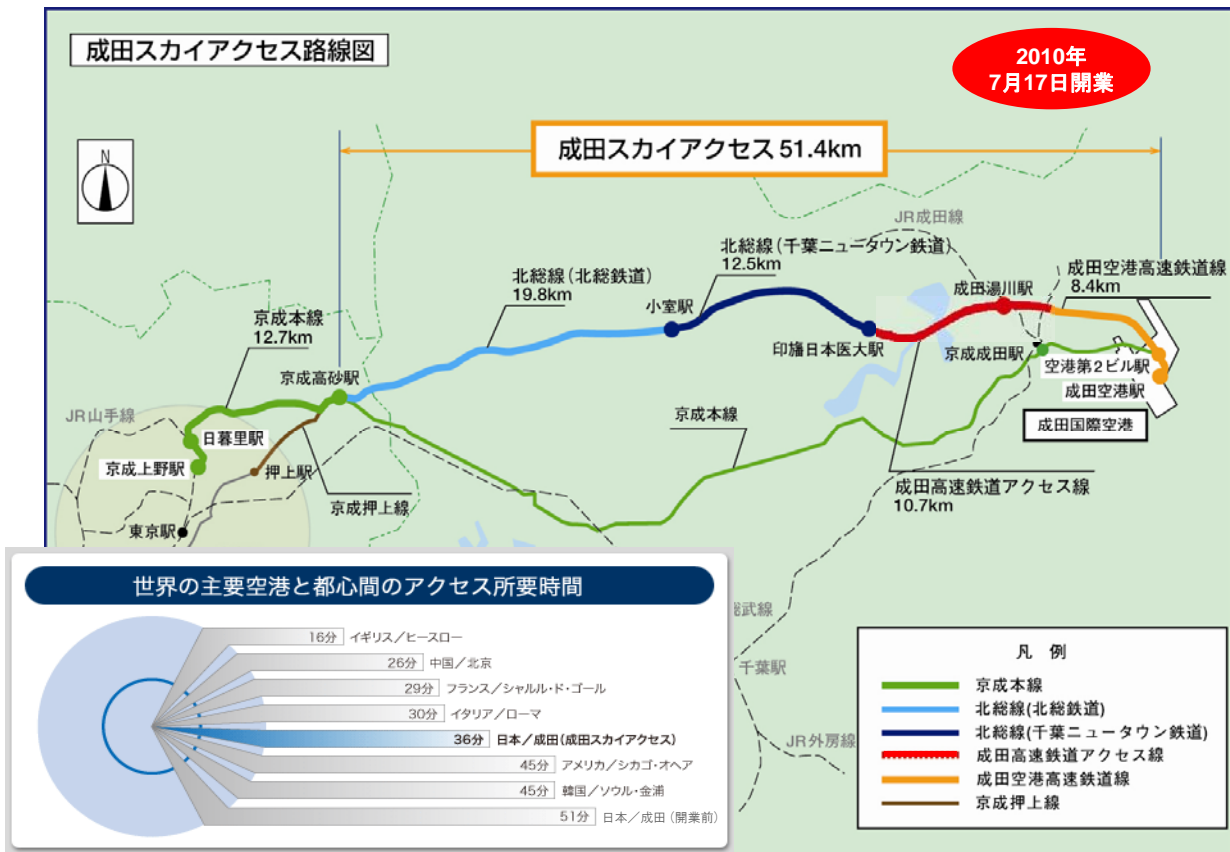 成田スカイアクセス路線図
2010年
7月17日開業
N
成田スカイアクセス 51.4km
JR成田線
北総線(千葉ニュータウン鉄道)
12.5km
成田空港高速鉄道線
8.4km
北総線(北総鉄道)
19.8km
成田湯川駅
小室駅
京成本線
12.7km
印旛日本医大駅
京成成田駅
空港第2ビル駅
成田空港駅
京成高砂駅
JR山手線
日暮里駅
京成本線
成田国際空港
京成上野駅
押上駅
成田高速鉄道アクセス線
10.7km
京成押上線
東京駅
世界の主要空港と都心間のアクセス所要時間
16分 イギリス/ヒースロー
26分 中国/北京
29分 フランス/シャルル・ド・ゴール
30分 イタリア/ローマ
36分 日本/成田(成田スカイアクセス)
45分 アメリカ/シカゴ・オヘア
45分 韓国/ソウル・金浦
51分 日本/成田(開業前)
総武線
千葉駅
JR外房線
凡 例
京成本線
北総線(北総鉄道)
北総線(千葉ニュータウン鉄道)
成田高速鉄道アクセス線
成田空港高速鉄道線
京成押上線